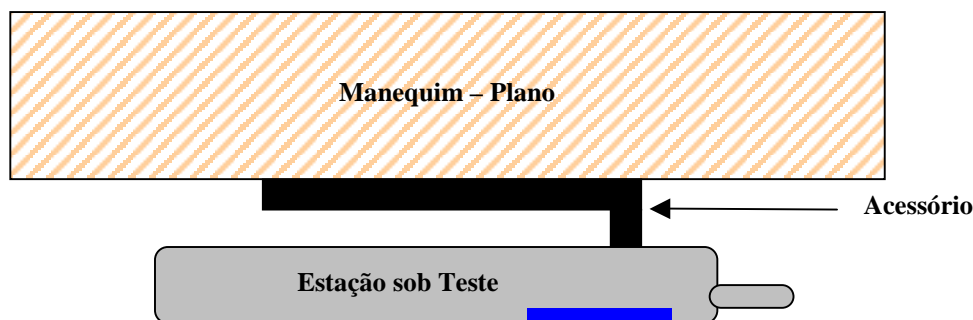 Manequim – Plano
Acessório
Estação sob Teste